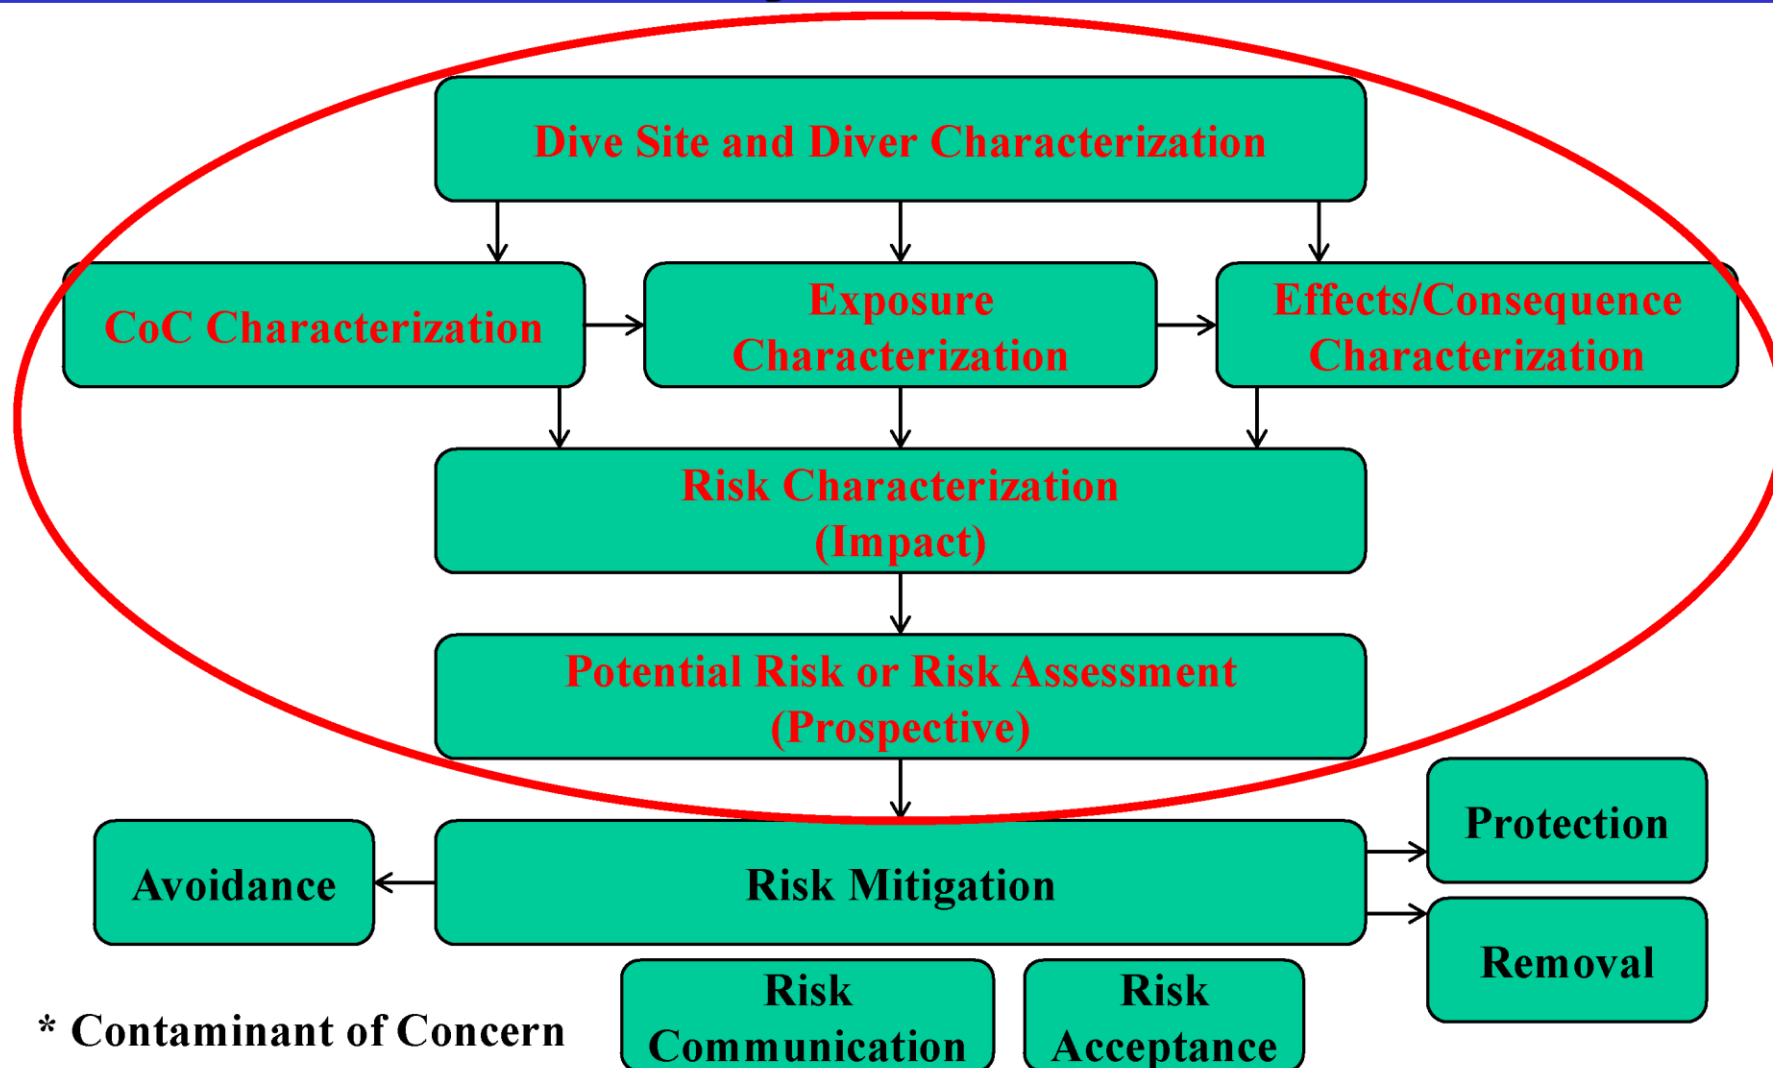 Dive Site and Diver Characterization
CoC Characterization
Exposure
Characterization
Effects/Consequence
Characterization
Risk Characterization
(Impact)
Potential Risk or Risk Assessment
(Prospective)
Avoidance
Risk Mitigation
Protection
Removal
Risk
Communication
Risk
Acceptance
* Contaminant of Concern